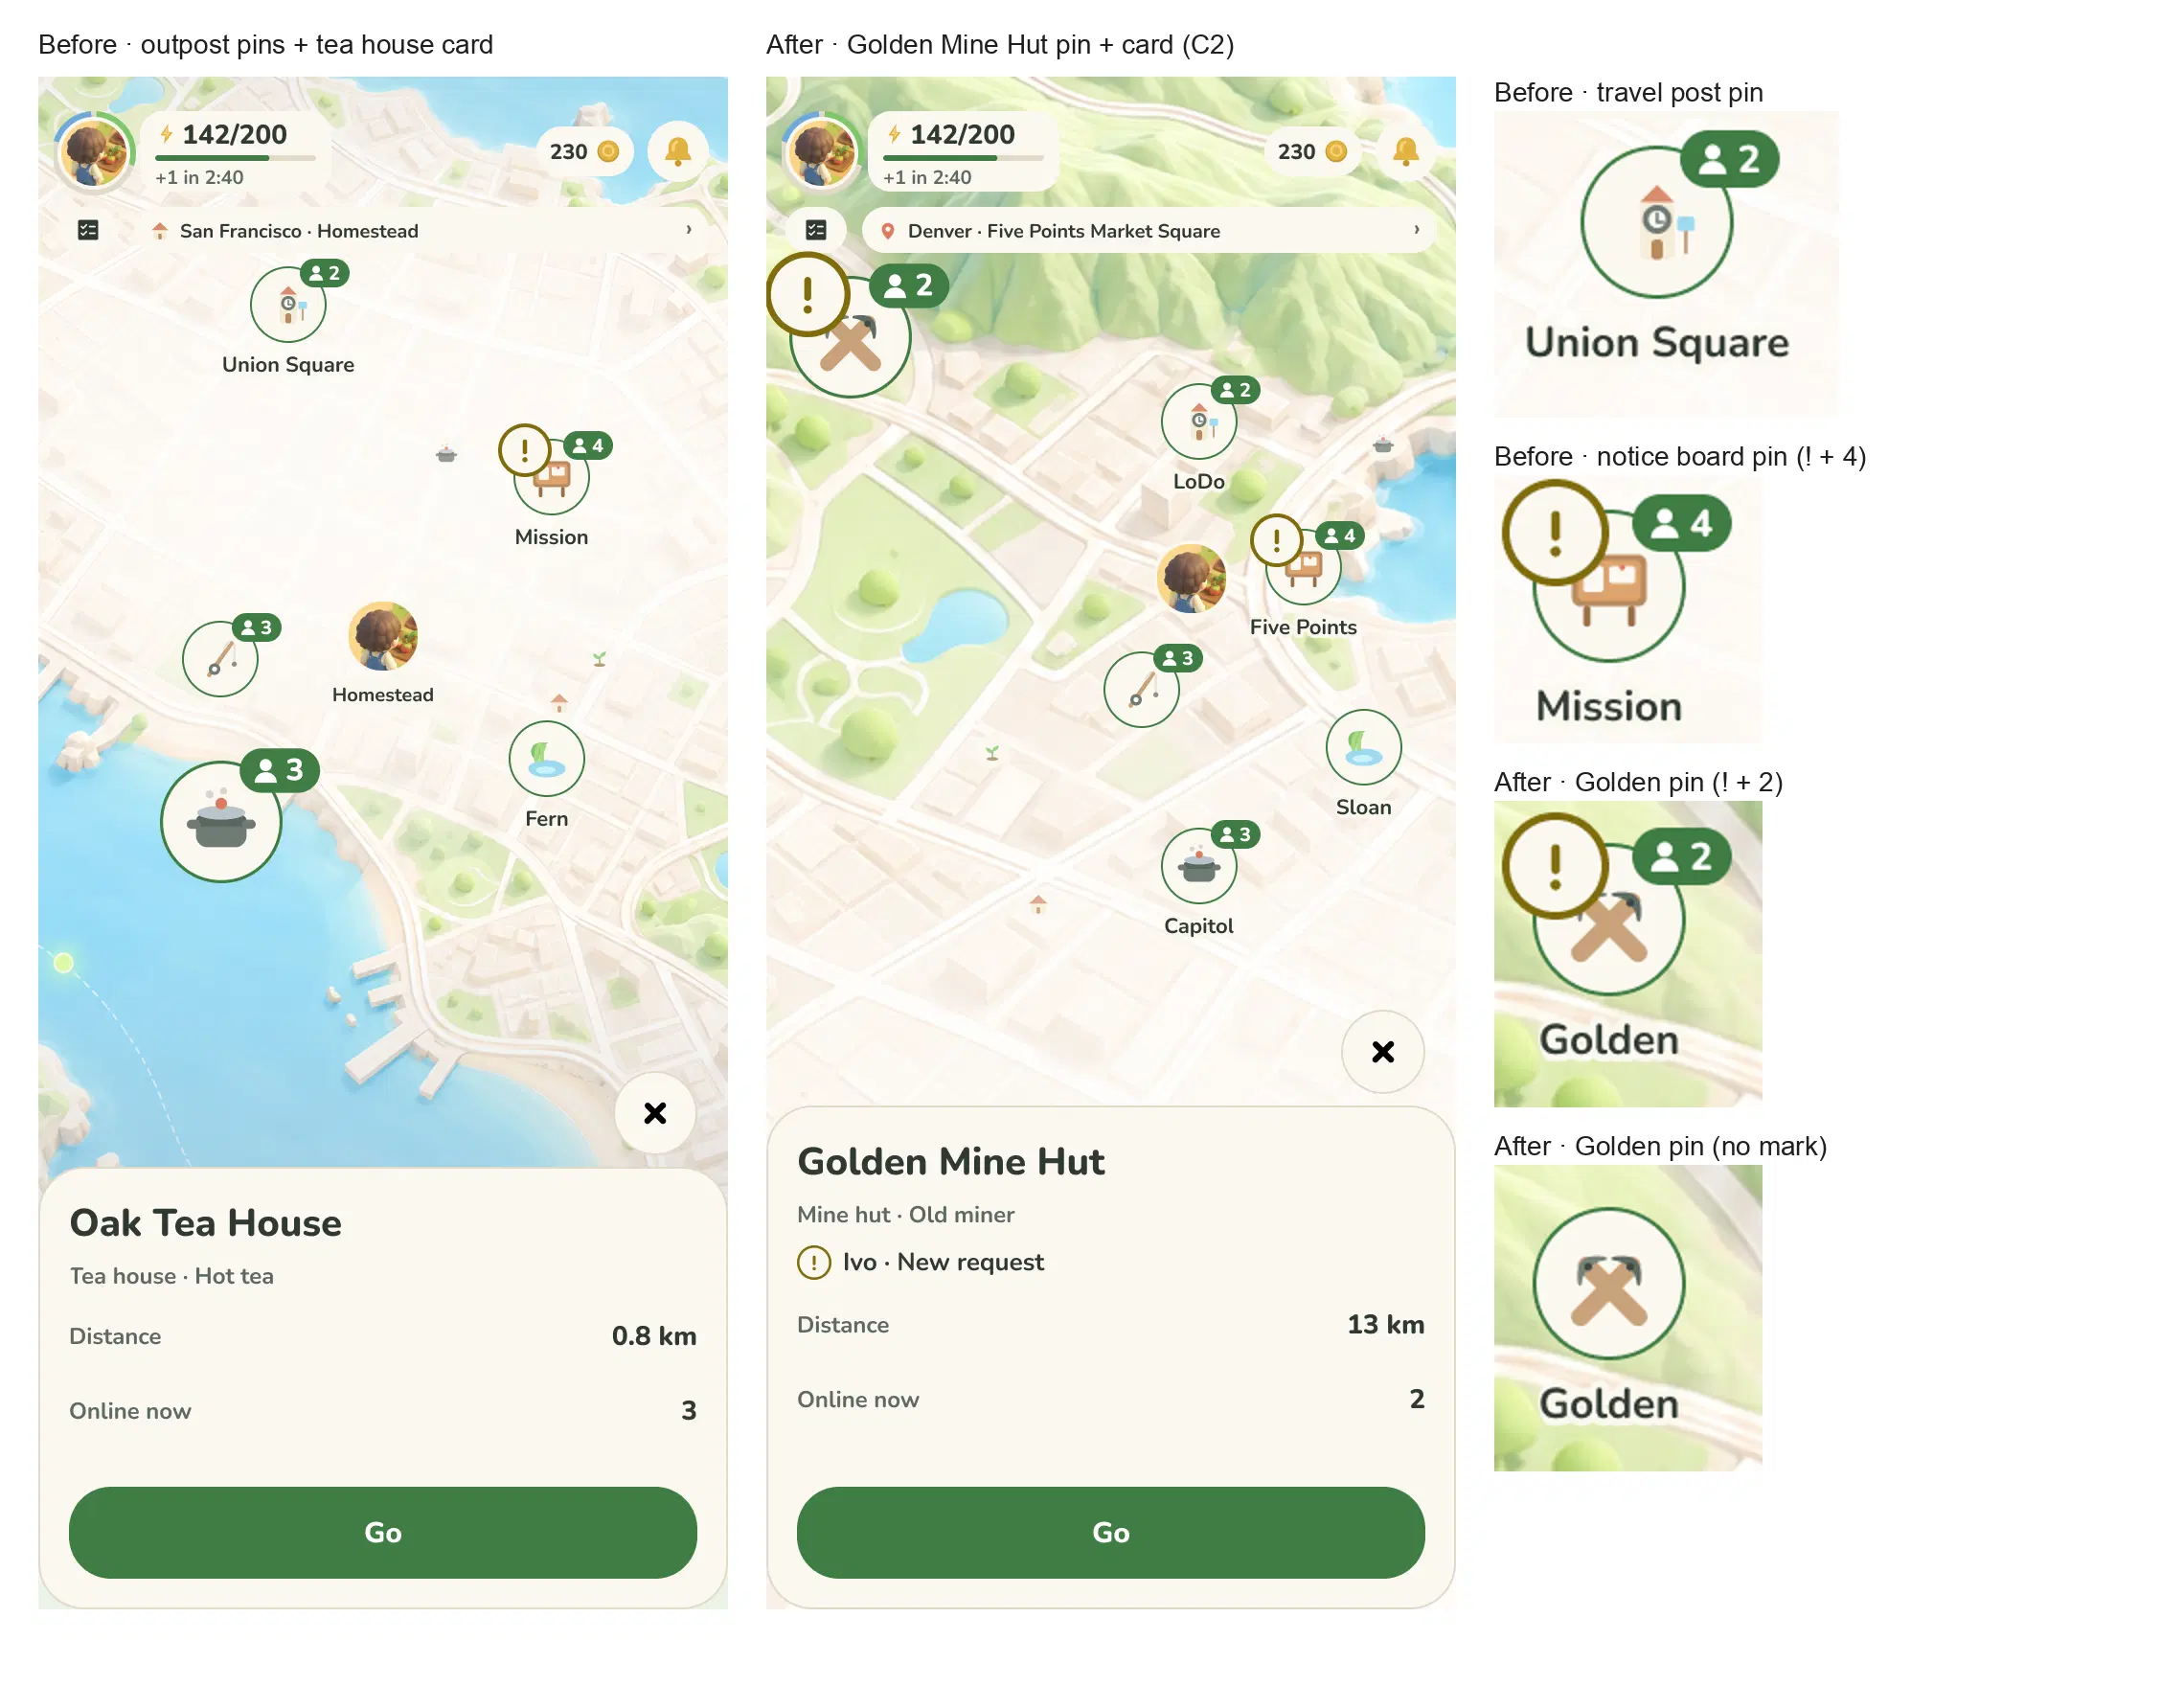 Before · outpost pins + tea house card
142/200
+1 in 2:40
230
San Francisco · Homestead
2
Union Square
!
4
Mission
3
Homestead
3
Fern
Oak Tea House
Tea house · Hot tea
Distance
0.8 km
Online now
3
Go
After · Golden Mine Hut pin + card (C2)
142/200
+1 in 2:40
230
Denver · Five Points Market Square
!
2
2
LoDo
!
4
Five Points
3
Sloan
3
Capitol
Golden Mine Hut
Mine hut · Old miner
! Ivo · New request
Distance
13 km
Online now
2
Go
Before · travel post pin
2
Union Square
Before · notice board pin (! + 4)
!
4
Mission
After · Golden pin (! + 2)
!
2
Golden
After · Golden pin (no mark)
Golden